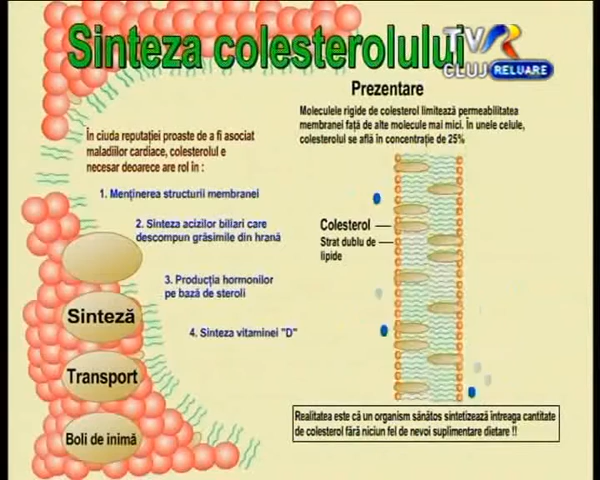 Sinteza colesterolului
TVR
CLUJ RELUARE
Prezentare
Moleculele rigide de colesterol limitează permeabilitatea
membranei față de alte molecule mai mici. În unele celule,
colesterolul se află în concentrație de 25%
În ciuda reputației proaste de a fi asociat
maladiilor cardiace, colesterolul e
necesar deoarece are rol în :
1. Menținerea structurii membranei
2. Sinteza acizilor biliari care
descompun grăsimile din hrană
3. Producția hormonilor
pe bază de steroli
4. Sinteza vitaminei "D"
Colesterol
Strat dublu de
lipide
Sinteză
Transport
Boli de inimă
Realitatea este că un organism sănătos sintetizează întreaga cantitate
de colesterol fără niciun fel de nevoi suplimentare dietare !!